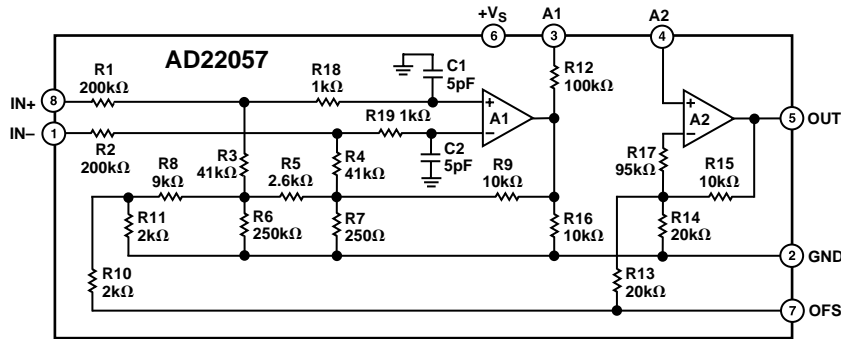 +VS A1 A2
6 3 4
AD22057
R1
200kΩ
R18
1kΩ
C1
5pF
R12
100kΩ
IN+ 8
R19 1kΩ
+
–
A1
+
–
A2
5 OUT
IN– 1
R2
200kΩ
C2
5pF
R17
95kΩ
R15
10kΩ
R8
9kΩ
R3
41kΩ
R5
2.6kΩ
R4
41kΩ
R9
10kΩ
R11
2kΩ
R6
250kΩ
R7
250Ω
R16
10kΩ
R14
20kΩ
2 GND
R10
2kΩ
R13
20kΩ
7 OFS